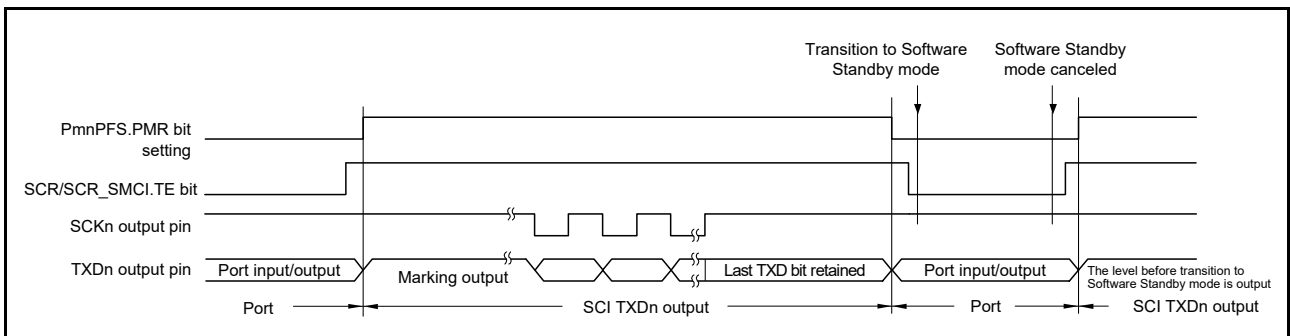 Transition to Software
Standby mode
Software Standby
mode canceled
PmnPFS.PMR bit
setting
SCR/SCR_SMCI.TE bit
SCKn output pin
TXDn output pin
Port input/output
Marking output
Last TXD bit retained
Port input/output
The level before transition to
Software Standby mode is output
Port
SCI TXDn output
Port
SCI TXDn output